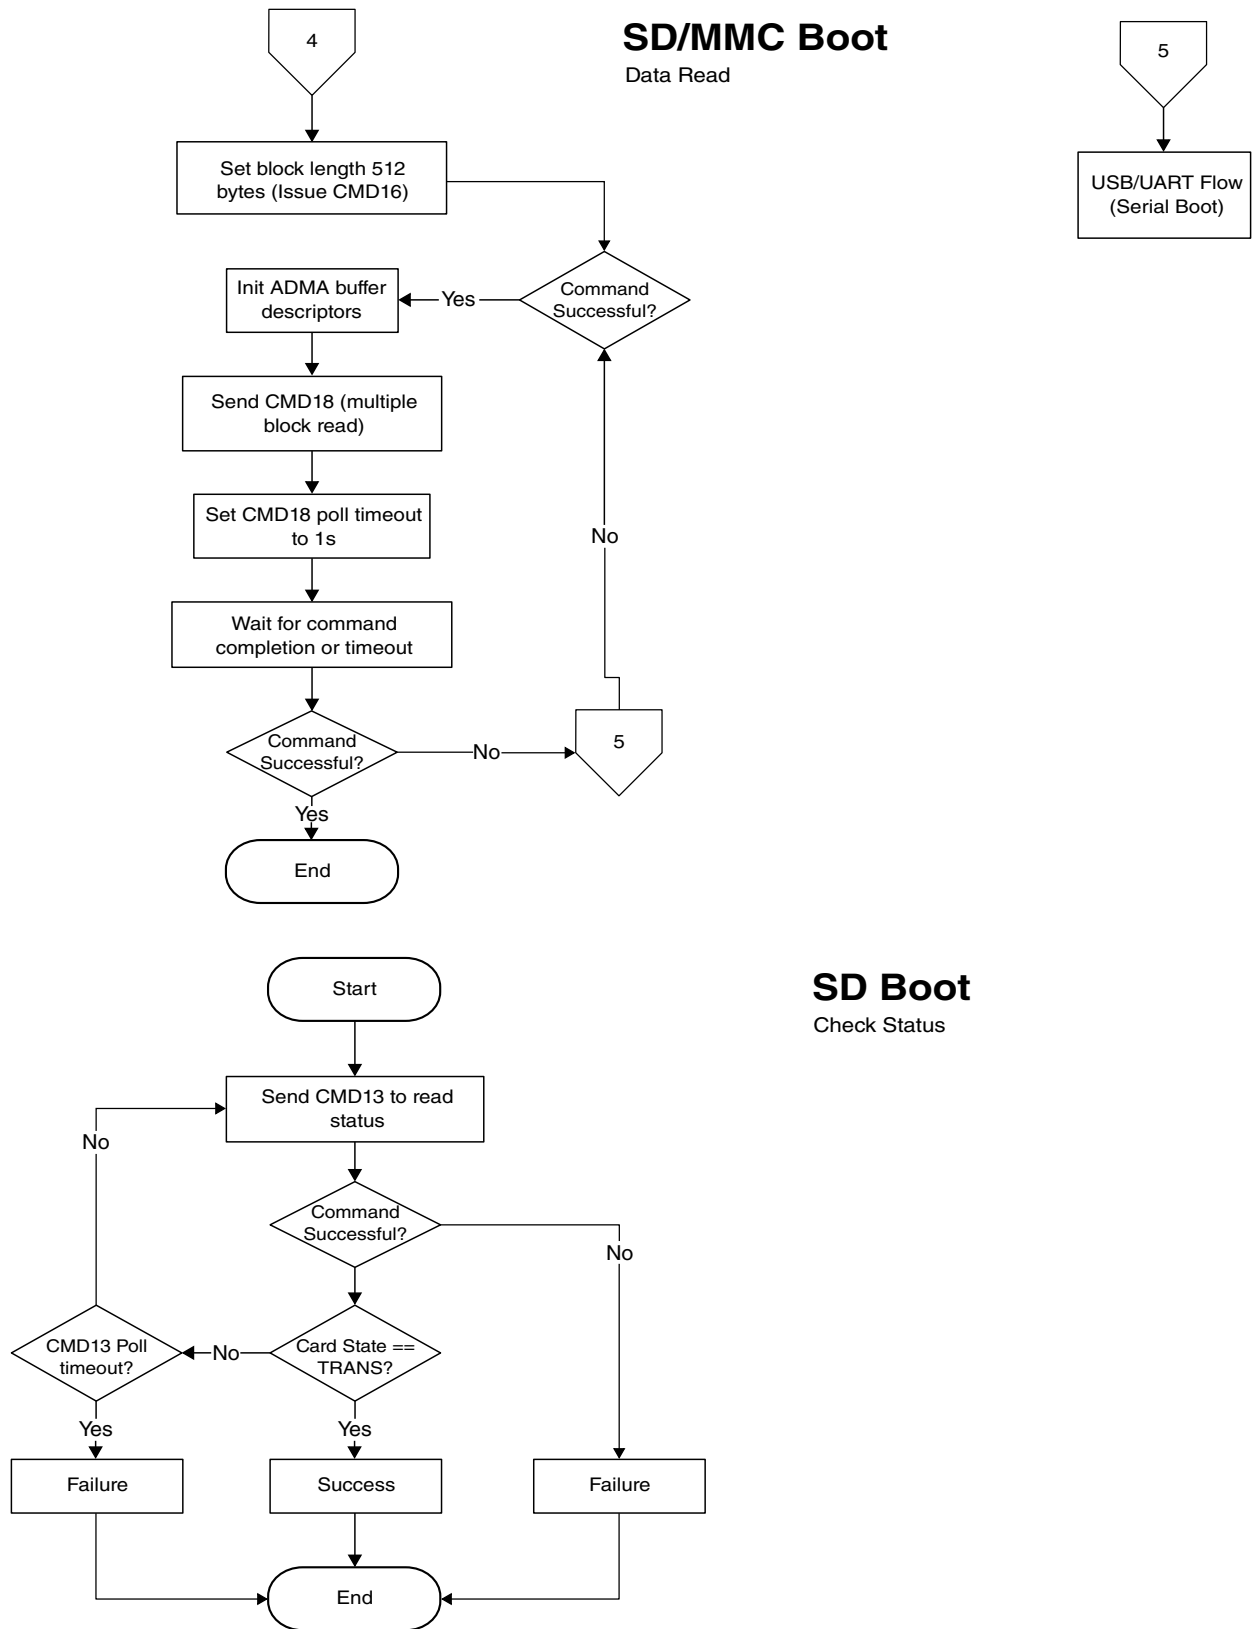 4
SD/MMC Boot
Data Read
5
Set block length 512
bytes (Issue CMD16)
USB/UART Flow
(Serial Boot)
Init ADMA buffer
descriptors
Yes
Command
Successful?
Send CMD18 (multiple
block read)
Set CMD18 poll timeout
to 1s
No
Wait for command
completion or timeout
Command
Successful?
No
5
Yes
End
Start
SD Boot
Check Status
Send CMD13 to read
status
No
Command
Successful?
No
CMD13 Poll
timeout?
No
Card State ==
TRANS?
Yes
Yes
Failure
Success
Failure
End